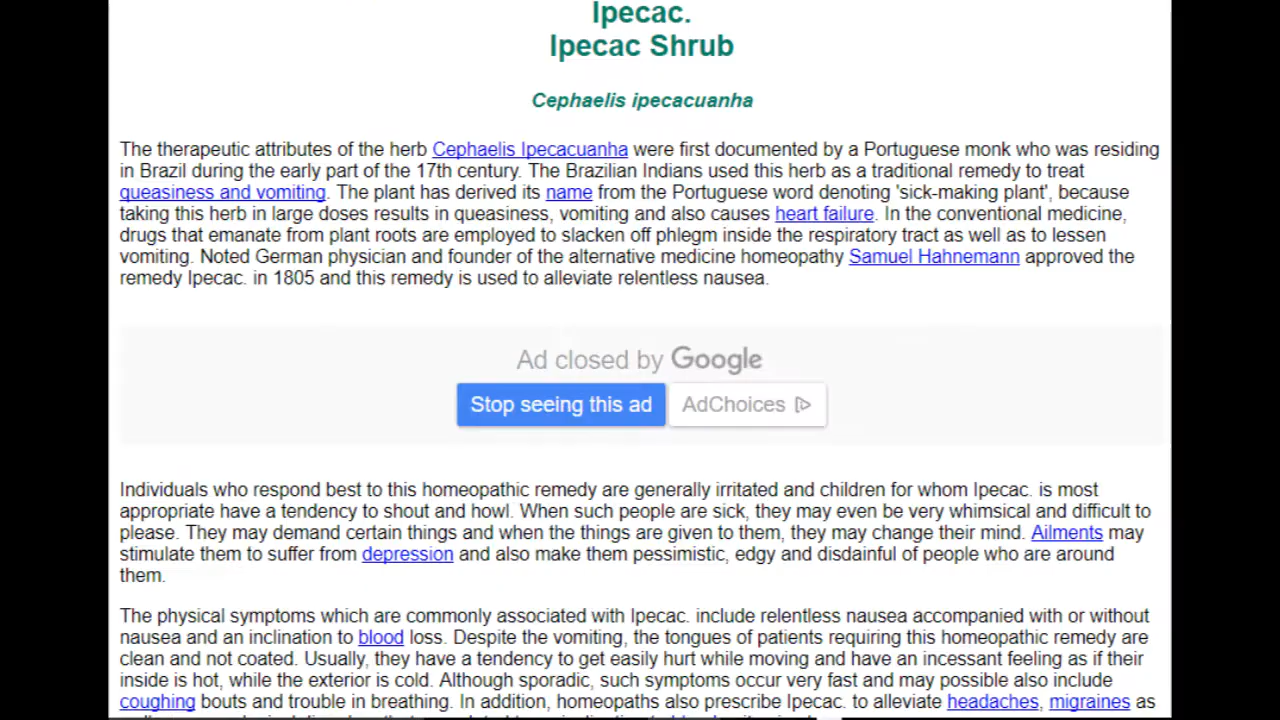 Ipecac.
Ipecac Shrub
Cephaelis ipecacuanha
The therapeutic attributes of the herb Cephaelis Ipecacuanha were first documented by a Portuguese monk who was residing
in Brazil during the early part of the 17th century. The Brazilian Indians used this herb as a traditional remedy to treat
queasiness and vomiting. The plant has derived its name from the Portuguese word denoting 'sick-making plant', because
taking this herb in large doses results in queasiness, vomiting and also causes heart failure. In the conventional medicine,
drugs that emanate from plant roots are employed to slacken off phlegm inside the respiratory tract as well as to lessen
vomiting. Noted German physician and founder of the alternative medicine homeopathy Samuel Hahnemann approved the
remedy Ipecac. in 1805 and this remedy is used to alleviate relentless nausea.
Ad closed by Google
Stop seeing this ad
AdChoices
Individuals who respond best to this homeopathic remedy are generally irritated and children for whom Ipecac. is most
appropriate have a tendency to shout and howl. When such people are sick, they may even be very whimsical and difficult to
please. They may demand certain things and when the things are given to them, they may change their mind. Ailments may
stimulate them to suffer from depression and also make them pessimistic, edgy and disdainful of people who are around
them.
The physical symptoms which are commonly associated with Ipecac. include relentless nausea accompanied with or without
nausea and an inclination to blood loss. Despite the vomiting, the tongues of patients requiring this homeopathic remedy are
clean and not coated. Usually, they have a tendency to get easily hurt while moving and have an incessant feeling as if their
inside is hot, while the exterior is cold. Although sporadic, such symptoms occur very fast and may possible also include
coughing bouts and trouble in breathing. In addition, homeopaths also prescribe Ipecac. to alleviate headaches, migraines as